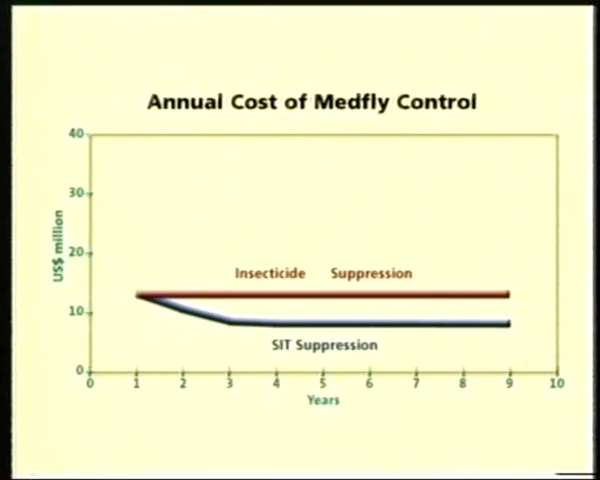 Annual Cost of Medfly Control
40
30
20
10
0
US$ million
Insecticide Suppression
SIT Suppression
0 1 2 3 4 5 6 7 8 9 10
Years